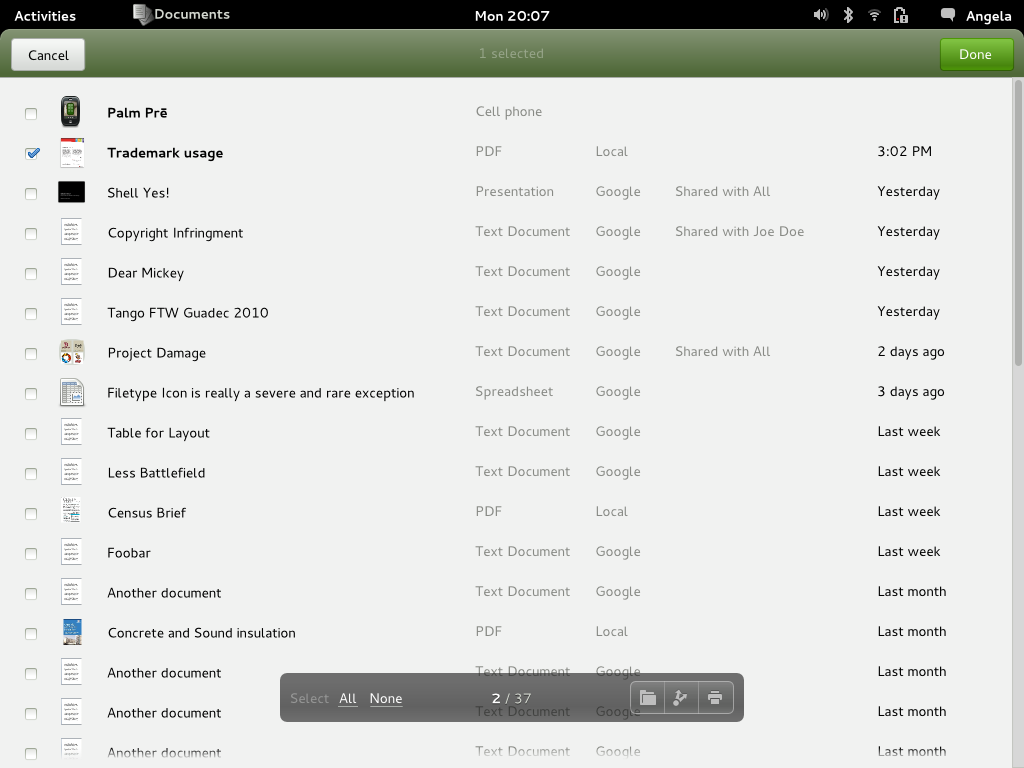 Activities Documents Mon 20:07 Angela
Cancel 1 selected Done
Palm Prē Cell phone
Trademark usage PDF Local 3:02 PM
Shell Yes! Presentation Google Shared with All Yesterday
Copyright Infringment Text Document Google Shared with Joe Doe Yesterday
Dear Mickey Text Document Google Yesterday
Tango FTW Guadec 2010 Text Document Google Yesterday
Project Damage Text Document Google Shared with All 2 days ago
Filetype Icon is really a severe and rare exception Spreadsheet Google 3 days ago
Table for Layout Text Document Google Last week
Less Battlefield Text Document Google Last week
Census Brief PDF Local Last week
Foobar Text Document Google Last week
Another document Text Document Google Last month
Concrete and Sound insulation PDF Local Last month
Another document Text Document Google Last month
Select All None 2 / 37
Another document Text Document Google Last month
Another document Text Document Google Last month